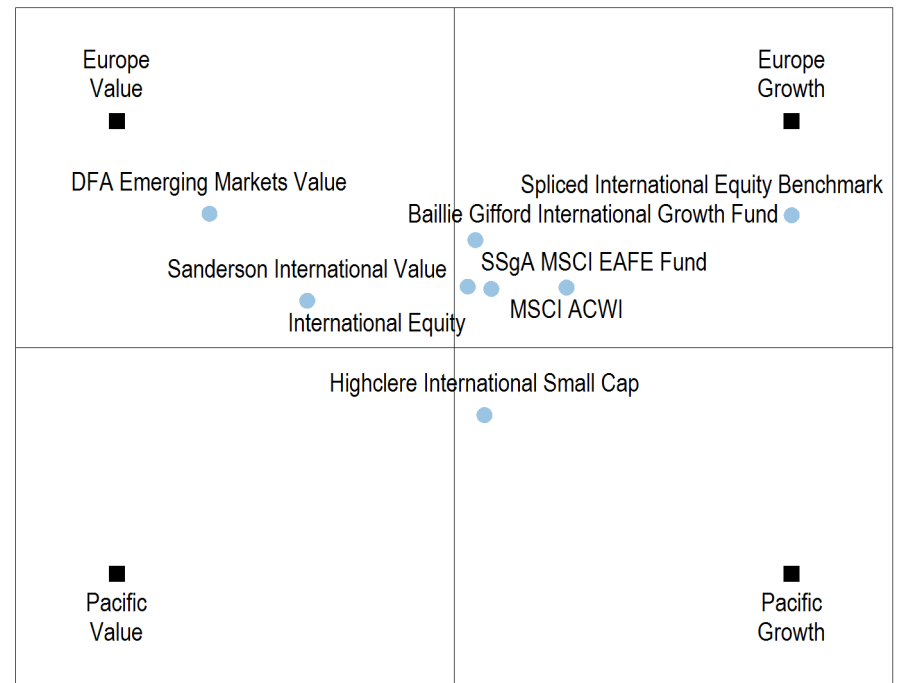 Europe
Value
Europe
Growth
DFA Emerging Markets Value
Spliced International Equity Benchmark
Baillie Gifford International Growth Fund
SSgA MSCI EAFE Fund
Sanderson International Value
MSCI ACWI
International Equity
Highclere International Small Cap
Pacific
Value
Pacific
Growth